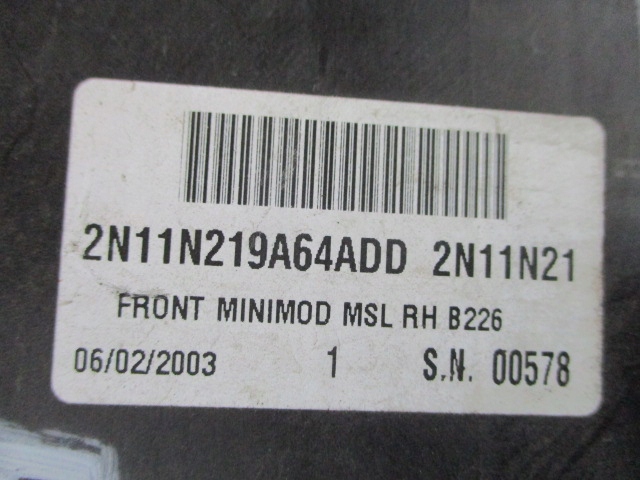 2N11N219A64ADD 2N11N21
FRONT MINIMOD MSL RH B226
06/02/2003 1 S.N. 00578